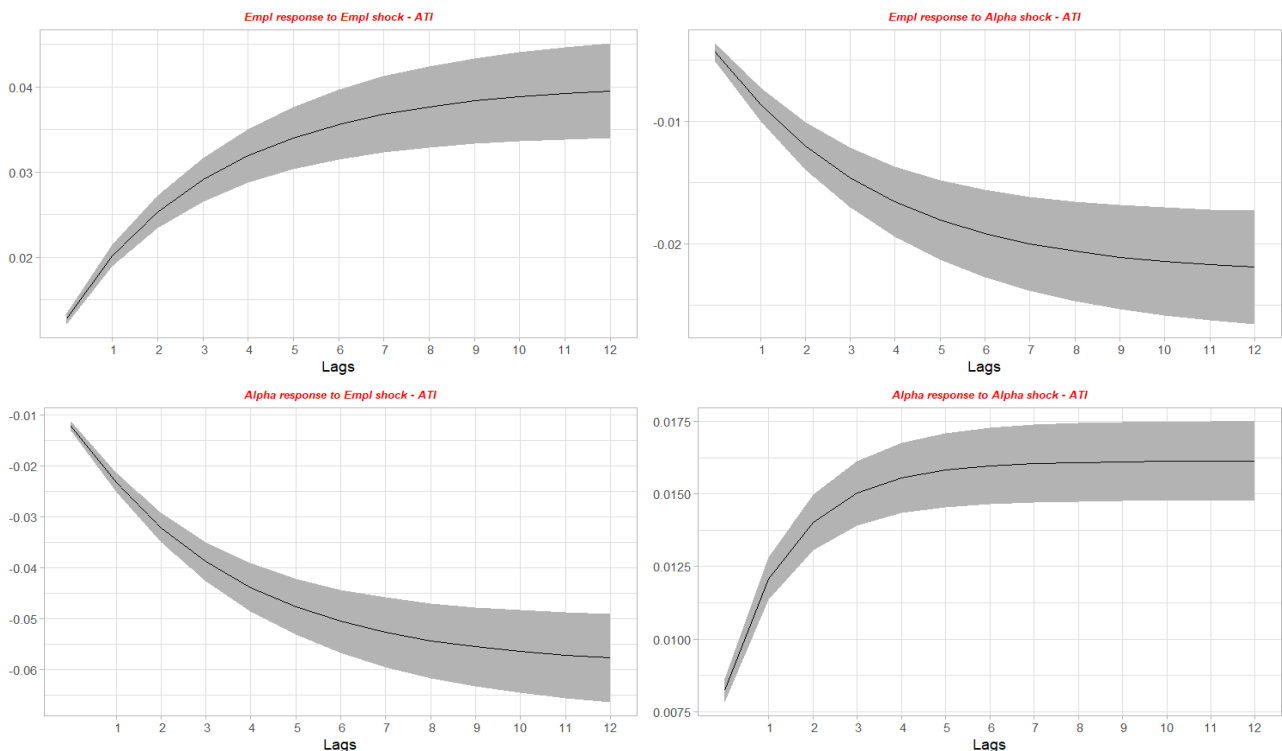 Empl response to Empl shock - ATI
0.04
0.03
0.02
1 2 3 4 5 6 7 8 9 10 11 12
Lags
Empl response to Alpha shock - ATI
-0.01
-0.02
1 2 3 4 5 6 7 8 9 10 11 12
Lags
Alpha response to Empl shock - ATI
-0.01
-0.02
-0.03
-0.04
-0.05
-0.06
1 2 3 4 5 6 7 8 9 10 11 12
Lags
Alpha response to Alpha shock - ATI
0.0175
0.0150
0.0125
0.0100
0.0075
1 2 3 4 5 6 7 8 9 10 11 12
Lags